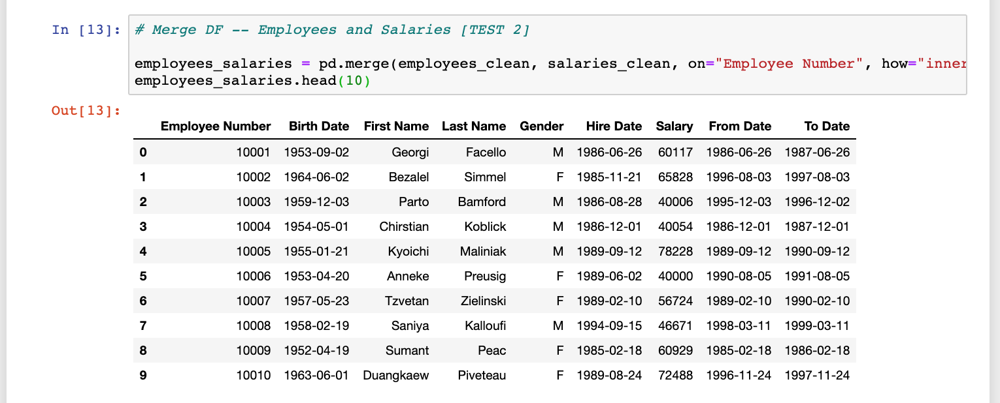 In [13]: # Merge DF -- Employees and Salaries [TEST 2]
employees_salaries = pd.merge(employees_clean, salaries_clean, on="Employee Number", how="inner
employees_salaries.head(10)
Out[13]:
Employee Number Birth Date First Name Last Name Gender Hire Date Salary From Date To Date
0 10001 1953-09-02 Georgi Facello M 1986-06-26 60117 1986-06-26 1987-06-26
1 10002 1964-06-02 Bezalel Simmel F 1985-11-21 65828 1996-08-03 1997-08-03
2 10003 1959-12-03 Parto Bamford M 1986-08-28 40006 1995-12-03 1996-12-02
3 10004 1954-05-01 Chirstian Koblick M 1986-12-01 40054 1986-12-01 1987-12-01
4 10005 1955-01-21 Kyoichi Maliniak M 1989-09-12 78228 1989-09-12 1990-09-12
5 10006 1953-04-20 Anneke Preusig F 1989-06-02 40000 1990-08-05 1991-08-05
6 10007 1957-05-23 Tzvetan Zielinski F 1989-02-10 56724 1989-02-10 1990-02-10
7 10008 1958-02-19 Saniya Kalloufi M 1994-09-15 46671 1998-03-11 1999-03-11
8 10009 1952-04-19 Sumant Peac F 1985-02-18 60929 1985-02-18 1986-02-18
9 10010 1963-06-01 Duangkaew Piveteau F 1989-08-24 72488 1996-11-24 1997-11-24